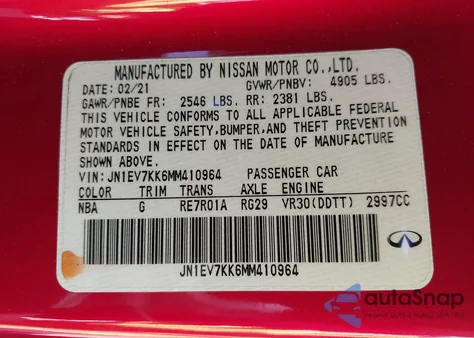 MANUFACTURED BY NISSAN MOTOR CO.,LTD.
DATE: 02/21 GVWR/PNBV: 4905 LBS.
GAWR/PNBE FR: 2546 LBS. RR: 2381 LBS.
THIS VEHICLE CONFORMS TO ALL APPLICABLE FEDERAL
MOTOR VEHICLE SAFETY,BUMPER,AND THEFT PREVENTION
STANDARDS IN EFFECT ON THE DATE OF MANUFACTURE
SHOWN ABOVE.
VIN: JN1EV7KK6MM410964 PASSENGER CAR
COLOR TRIM TRANS AXLE ENGINE
NBA G RE7R01A RG29 VR30(DDTT) 2997CC
JN1EV7KK6MM410964
autoSnap